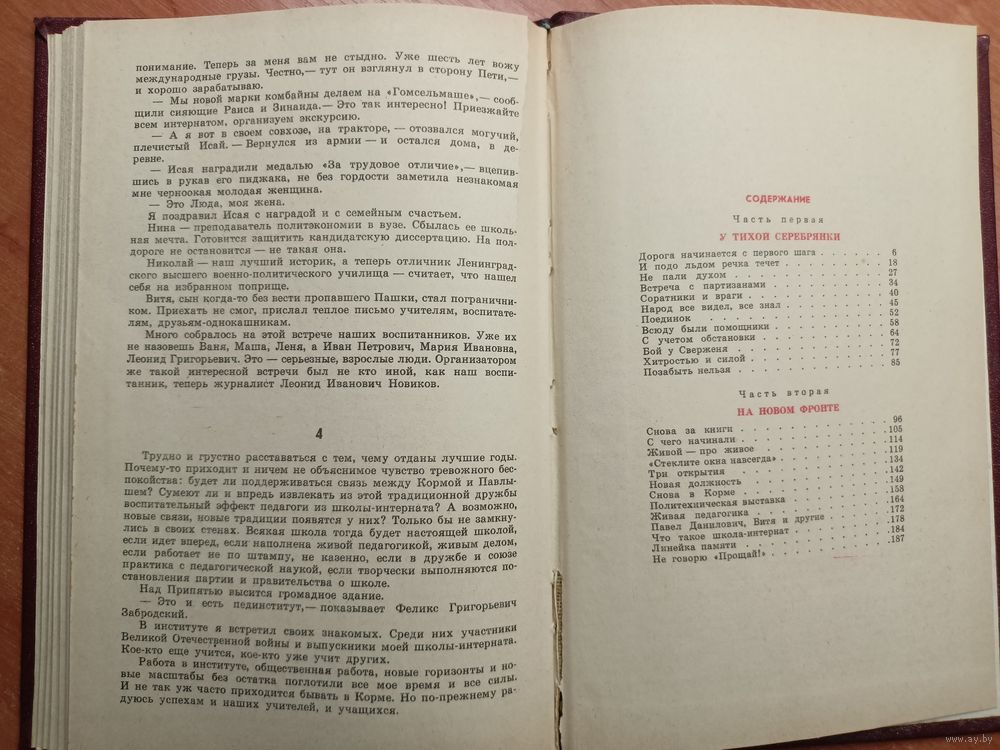 понимание. Теперь за меня вам не стыдно. Уже шесть лет вожу
международные грузы. Честно,— тут он взглянул в сторону Пети,—
и хорошо зарабатываю.
— Мы новой марки комбайны делаем на «Гомсельмаше»,— сооб-
щили сияющие Раиса и Зинаида.— Это так интересно! Приезжайте
всем интернатом, организуем экскурсию.
— А я вот в своем совхозе, на тракторе, — отозвался могучий,
плечистый Исай. — Вернулся из армии — и остался дома, в де-
ревне.
— Исая наградили медалью «За трудовое отличие»,— вцепив-
шись в рукав его пиджака, не без гордости заметила незнакомая
мне черноокая молодая женщина.
— Это Люда, моя жена.
Я поздравил Исая с наградой и с семейным счастьем.
Нина — преподаватель политэкономии в вузе. Сбылась ее школь-
ная мечта. Готовится защитить кандидатскую диссертацию. На пол-
дороге не остановится — не такая она.
Николай — наш лучший историк, а теперь отличник Ленинград-
ского высшего военно-политического училища — считает, что нашел
себя на избранном поприще.
Витя, сын когда-то без вести пропавшего Пашки, стал погранични-
ком. Приехать не смог, прислал теплое письмо учителям, воспитате-
лям, друзьям-однокашникам.
Много собралось на этой встрече наших воспитанников. Уже их
не назовешь Ваня, Маша, Леня, а Иван Петрович, Мария Ивановна,
Леонид Григорьевич. Это — серьезные, взрослые люди. Организатором
же такой интересной встречи был не кто иной, как наш воспи-
танник, теперь журналист Леонид Иванович Новиков.
4
Трудно и грустно расставаться с тем, чему отданы лучшие годы.
Почему-то приходит и ничем не объяснимое чувство тревожного бес-
покойства: будет ли поддерживаться связь между Кормой и Павлы-
шем? Сумеют ли и впредь извлекать из этой традиционной дружбы
воспитательный эффект педагоги из школы-интерната? А возможно,
новые связи, новые традиции появятся у них? Только бы не замкну-
лись в своих стенах. Всякая школа тогда будет настоящей школой,
если идет вперед, если наполнена живой педагогикой, живым делом,
если работает не по штампу, не казенно, если в дружбе и союзе
практика с педагогической наукой, если творчески выполняются по-
становления партии и правительства о школе.
Над Припятью высится громадное здание.
— Это и есть пединститут,— показывает Феликс Григорьевич
Забродский.
В институте я встретил своих знакомых. Среди них участники
Великой Отечественной войны и выпускники моей школы-интерната.
Кое-кто еще учится, кое-кто уже учит других.
Работа в институте, общественная работа, новые горизонты и но-
вые масштабы без остатка поглотили все мое время и все силы.
И не так уж часто приходится бывать в Корме. Но по-прежнему ра-
дуюсь успехам и наших учителей, и учащихся.
СОДЕРЖАНИЕ
Часть первая
У ТИХОЙ СЕРЕБРЯНКИ
Дорога начинается с первого шага . . . . . . 6
И подо льдом речка течет . . . . . . . . 18
Не пали духом . . . . . . . . . . . 27
Встреча с партизанами . . . . . . . . . 34
Соратники и враги . . . . . . . . . . 40
Народ все видел, все знал . . . . . . . . 45
Поединок . . . . . . . . . . . . . 52
Всюду были помощники . . . . . . . . . 58
С учетом обстановки . . . . . . . . . . 64
Бой у Сверженя . . . . . . . . . . . 72
Хитростью и силой . . . . . . . . . . 77
Позабыть нельзя . . . . . . . . . . . 85
Часть вторая
НА НОВОМ ФРОНТЕ
Снова за книги . . . . . . . . . . . 96
С чего начинали . . . . . . . . . . . 105
Живой — про живое . . . . . . . . . . 114
«Стеклите окна навсегда» . . . . . . . . 119
Три открытия . . . . . . . . . . . . 134
Новая должность . . . . . . . . . . . 142
Снова в Корме . . . . . . . . . . . 149
Политехническая выставка . . . . . . . . 158
Живая педагогика . . . . . . . . . . 164
Павел Данилович, Витя и другие . . . . . . 172
Что такое школа-интернат . . . . . . . . 178
Линейка памяти . . . . . . . . . . . 184
Не говорю «Прощай!» . . . . . . . . . 187
www.ay.by